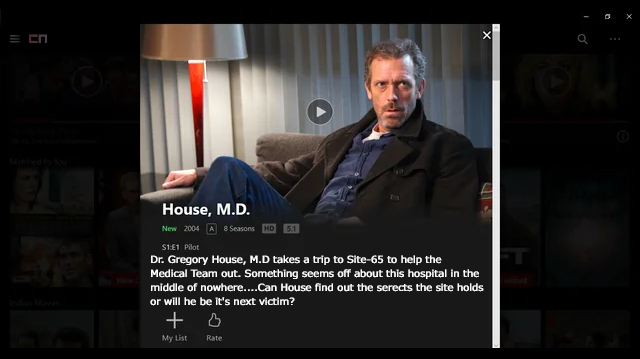 House, M.D.
New 2004 A 8 Seasons HD 5.1
S1:E1 Pilot
Dr. Gregory House, M.D takes a trip to Site-65 to help the
Medical Team out. Something seems off about this hospital in the
middle of nowhere....Can House find out the serects the site holds
or will he be it's next victim?
My List Rate